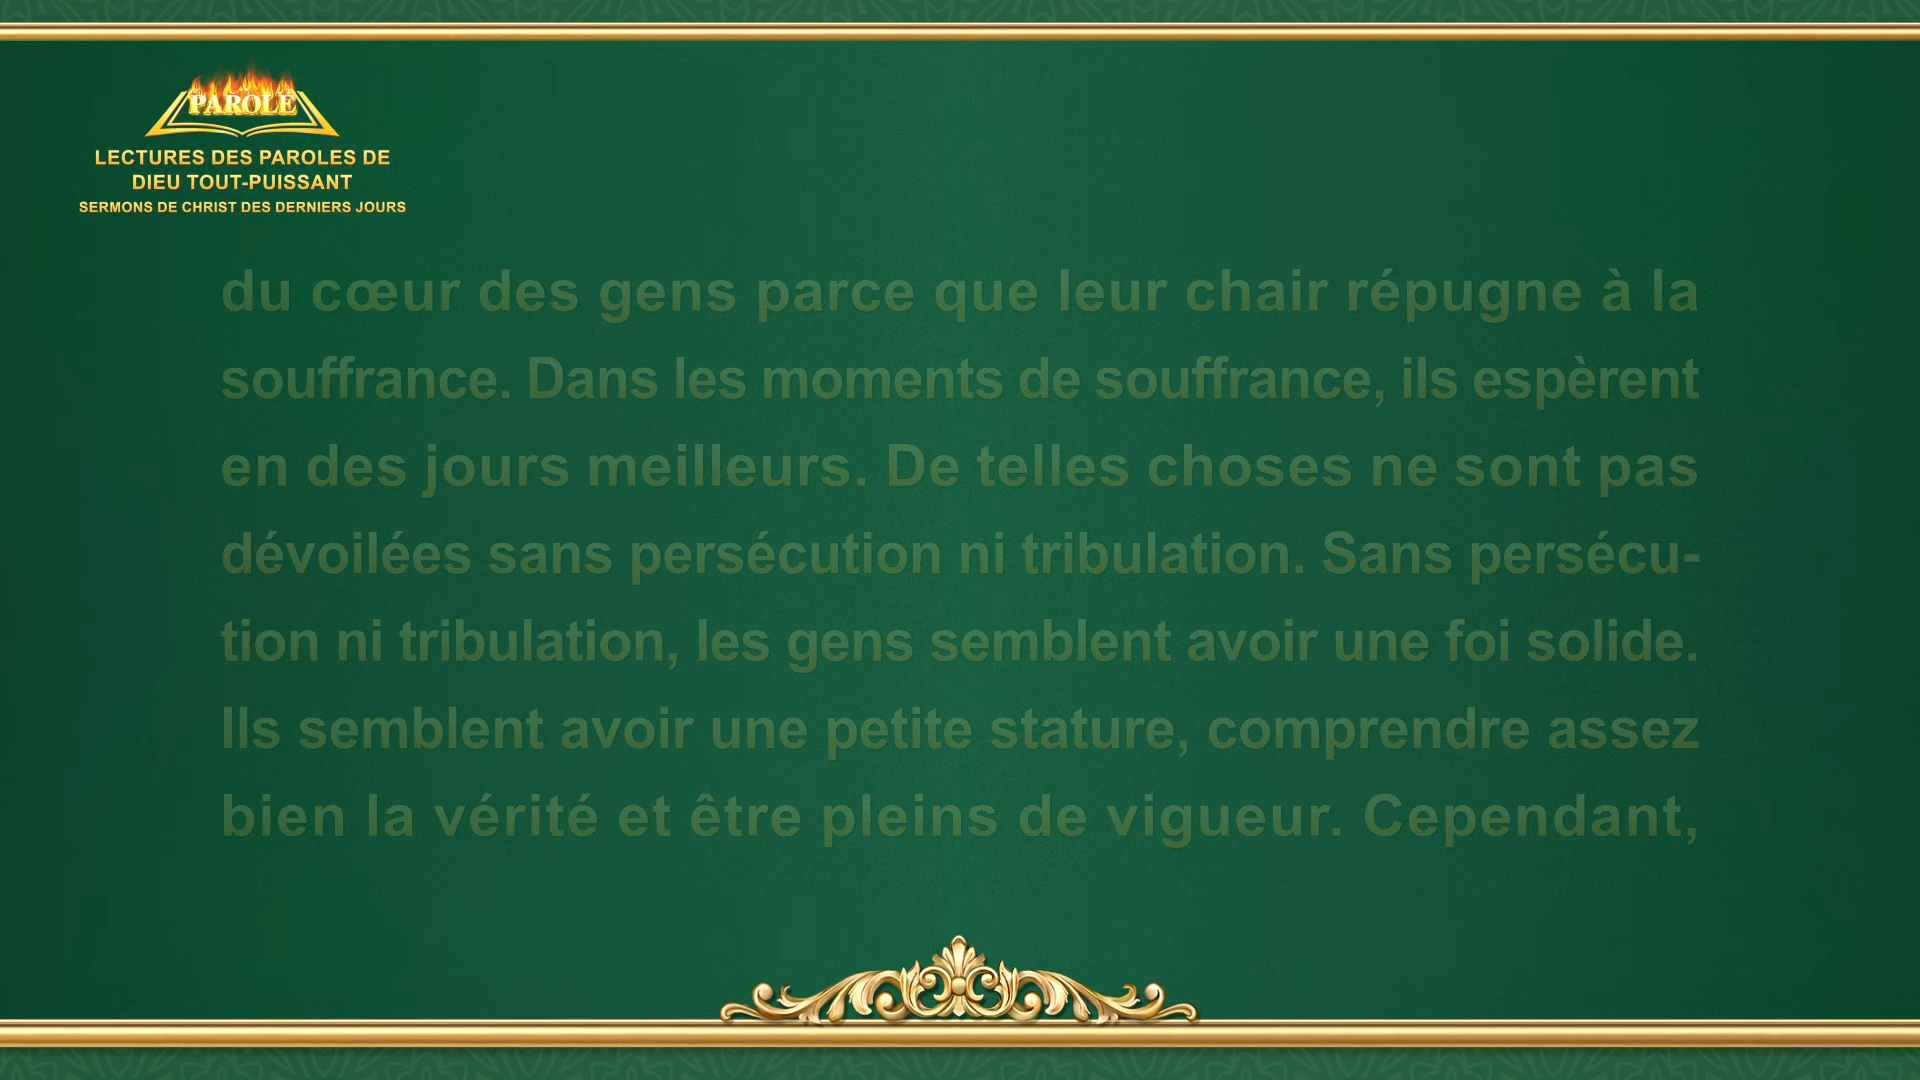 PAROLE
LECTURES DES PAROLES DE
DIEU TOUT-PUISSANT
SERMONS DE CHRIST DES DERNIERS JOURS
du cœur des gens parce que leur chair répugne à la
souffrance. Dans les moments de souffrance, ils espèrent
en des jours meilleurs. De telles choses ne sont pas
dévoilées sans persécution ni tribulation. Sans persécu-
tion ni tribulation, les gens semblent avoir une foi solide.
Ils semblent avoir une petite stature, comprendre assez
bien la vérité et être pleins de vigueur. Cependant,